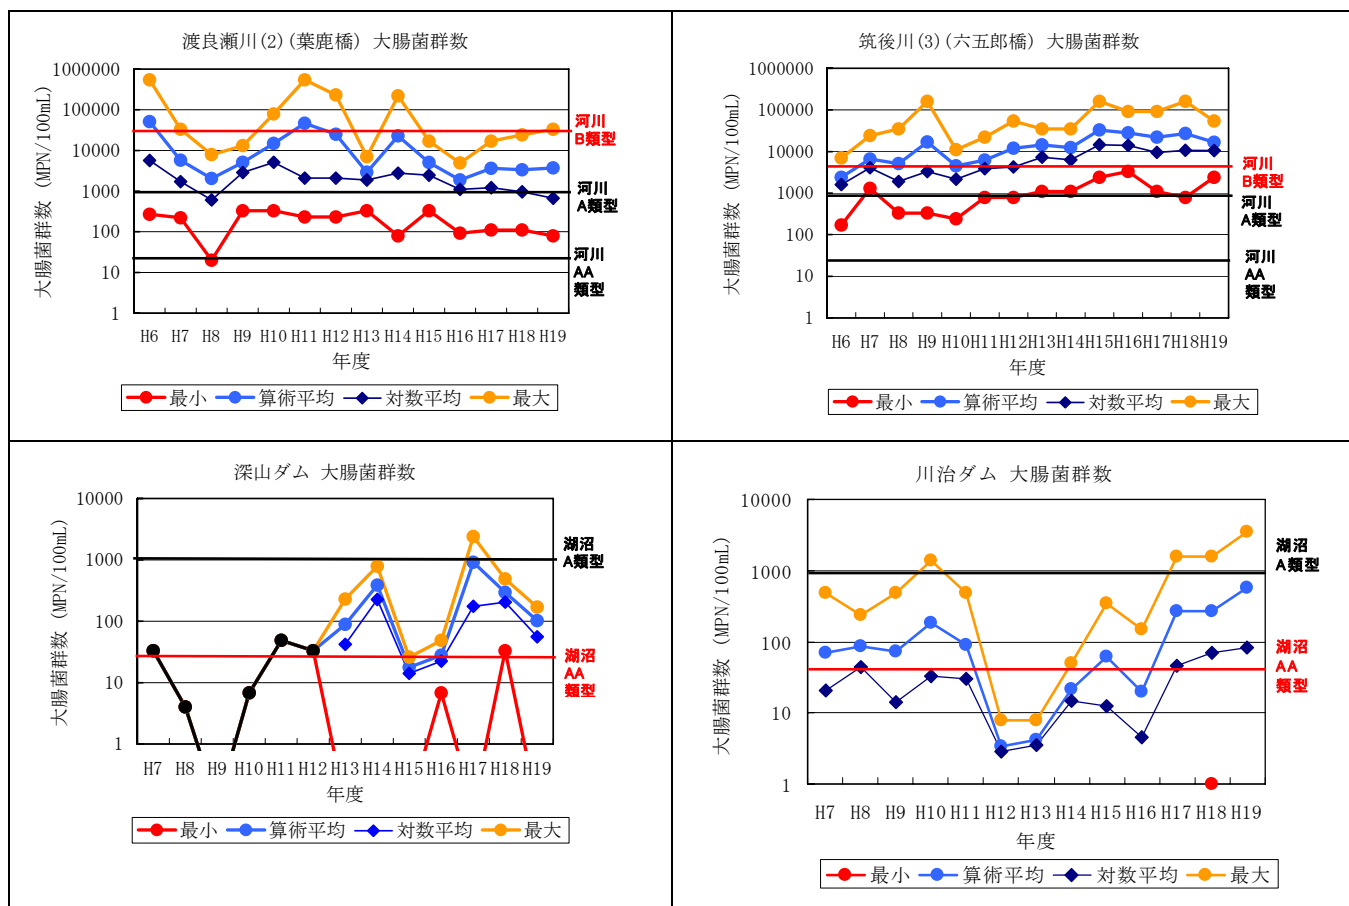 渡良瀬川(2)(葉鹿橋) 大腸菌群数
大腸菌群数 (MPN/100mL)
1000000
100000
10000
1000
100
10
1
河川
B類型
河川
A類型
河川
AA
類型
H6 H7 H8 H9 H10 H11 H12 H13 H14 H15 H16 H17 H18 H19
年度
最小 算術平均 対数平均 最大
筑後川(3)(六五郎橋) 大腸菌群数
大腸菌群数 (MPN/100mL)
1000000
100000
10000
1000
100
10
1
河川
B類型
河川
A類型
河川
AA
類型
H6 H7 H8 H9 H10 H11 H12 H13 H14 H15 H16 H17 H18 H19
年度
最小 算術平均 対数平均 最大
深山ダム 大腸菌群数
大腸菌群数 (MPN/100mL)
10000
1000
100
10
1
湖沼
A類型
湖沼
AA
類型
H7 H8 H9 H10 H11 H12 H13 H14 H15 H16 H17 H18 H19
年度
最小 算術平均 対数平均 最大
川治ダム 大腸菌群数
大腸菌群数 (MPN/100mL)
10000
1000
100
10
1
湖沼
A類型
湖沼
AA
類型
H7 H8 H9 H10 H11 H12 H13 H14 H15 H16 H17 H18 H19
年度
最小 算術平均 対数平均 最大